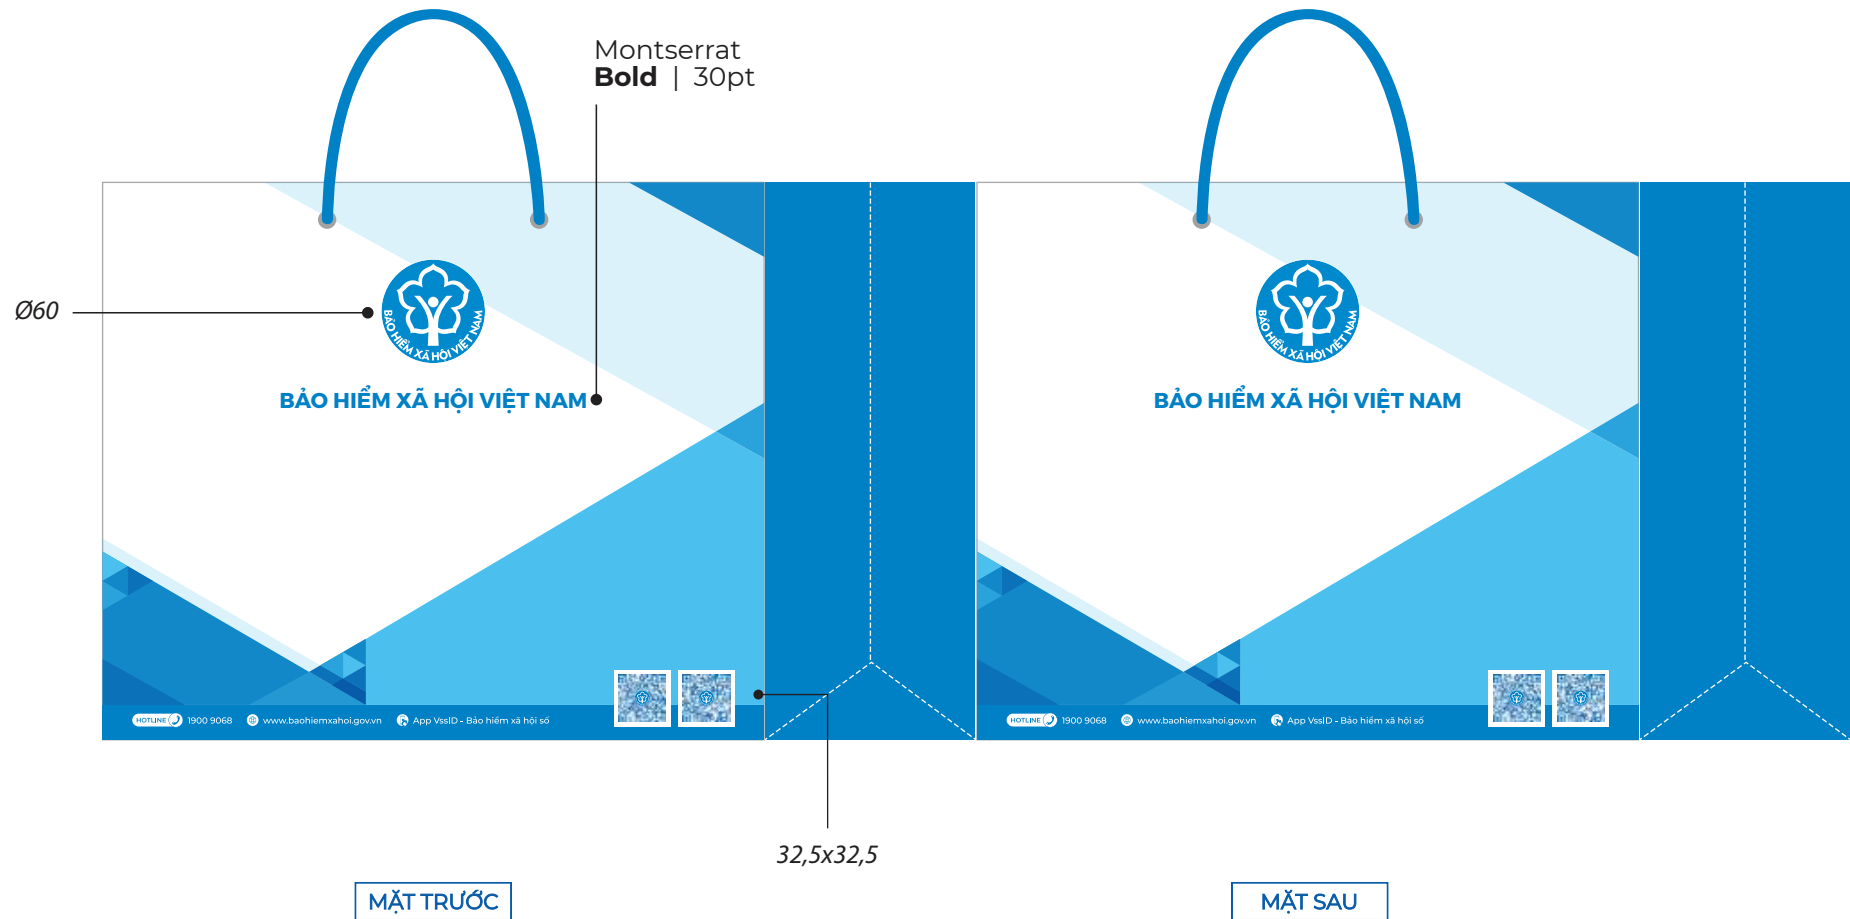 Montserrat
Bold | 30pt
Ø60
BẢO HIỂM XÃ HỘI VIỆT NAM
BẢO HIỂM XÃ HỘI VIỆT NAM
HOTLINE 1900 9068 www.baohiemxahoi.gov.vn App VssID - Bảo hiểm xã hội số
32,5x32,5
MẶT TRƯỚC
BẢO HIỂM XÃ HỘI VIỆT NAM
BẢO HIỂM XÃ HỘI VIỆT NAM
HOTLINE 1900 9068 www.baohiemxahoi.gov.vn App VssID - Bảo hiểm xã hội số
MẶT SAU